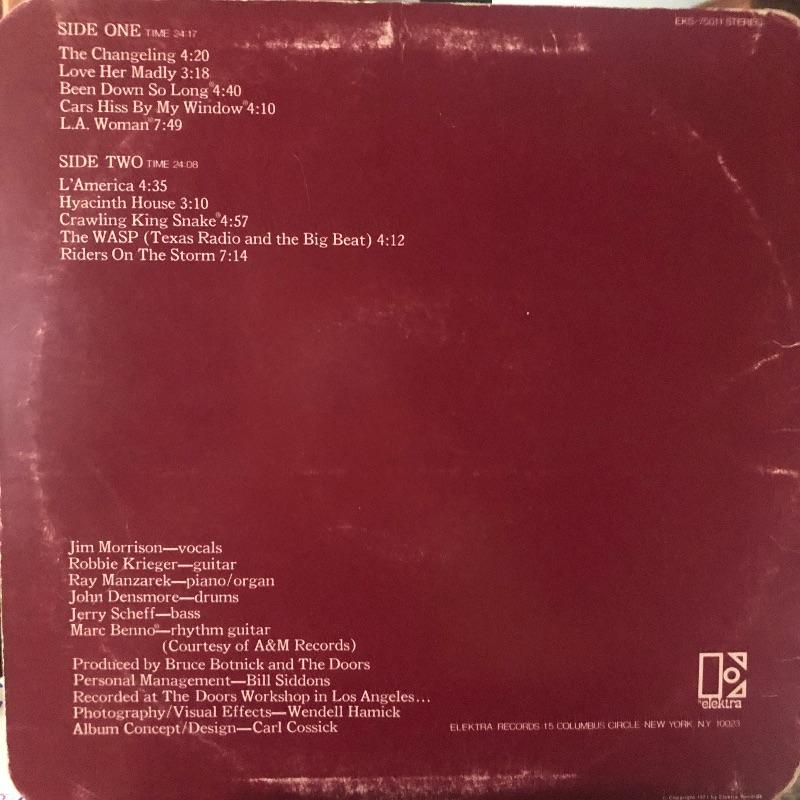 EKS-75011 STEREO
SIDE ONE TIME 24:17
The Changeling 4:20
Love Her Madly 3:18
Been Down So Long* 4:40
Cars Hiss By My Window* 4:10
L.A. Woman* 7:49
SIDE TWO TIME 24:08
L'America 4:35
Hyacinth House 3:10
Crawling King Snake* 4:57
The WASP (Texas Radio and the Big Beat) 4:12
Riders On The Storm 7:14
Jim Morrison—vocals
Robbie Krieger—guitar
Ray Manzarek—piano/organ
John Densmore—drums
Jerry Scheff—bass
Marc Benno*—rhythm guitar
(Courtesy of A&M Records)
Produced by Bruce Botnick and The Doors
Personal Management—Bill Siddons
Recorded at The Doors Workshop in Los Angeles...
Photography/Visual Effects—Wendell Hamick
Album Concept/Design—Carl Cossick
elektra
ELEKTRA RECORDS 15 COLUMBUS CIRCLE NEW YORK, N.Y. 10023
c. Copyright 1971 by Elektra Records